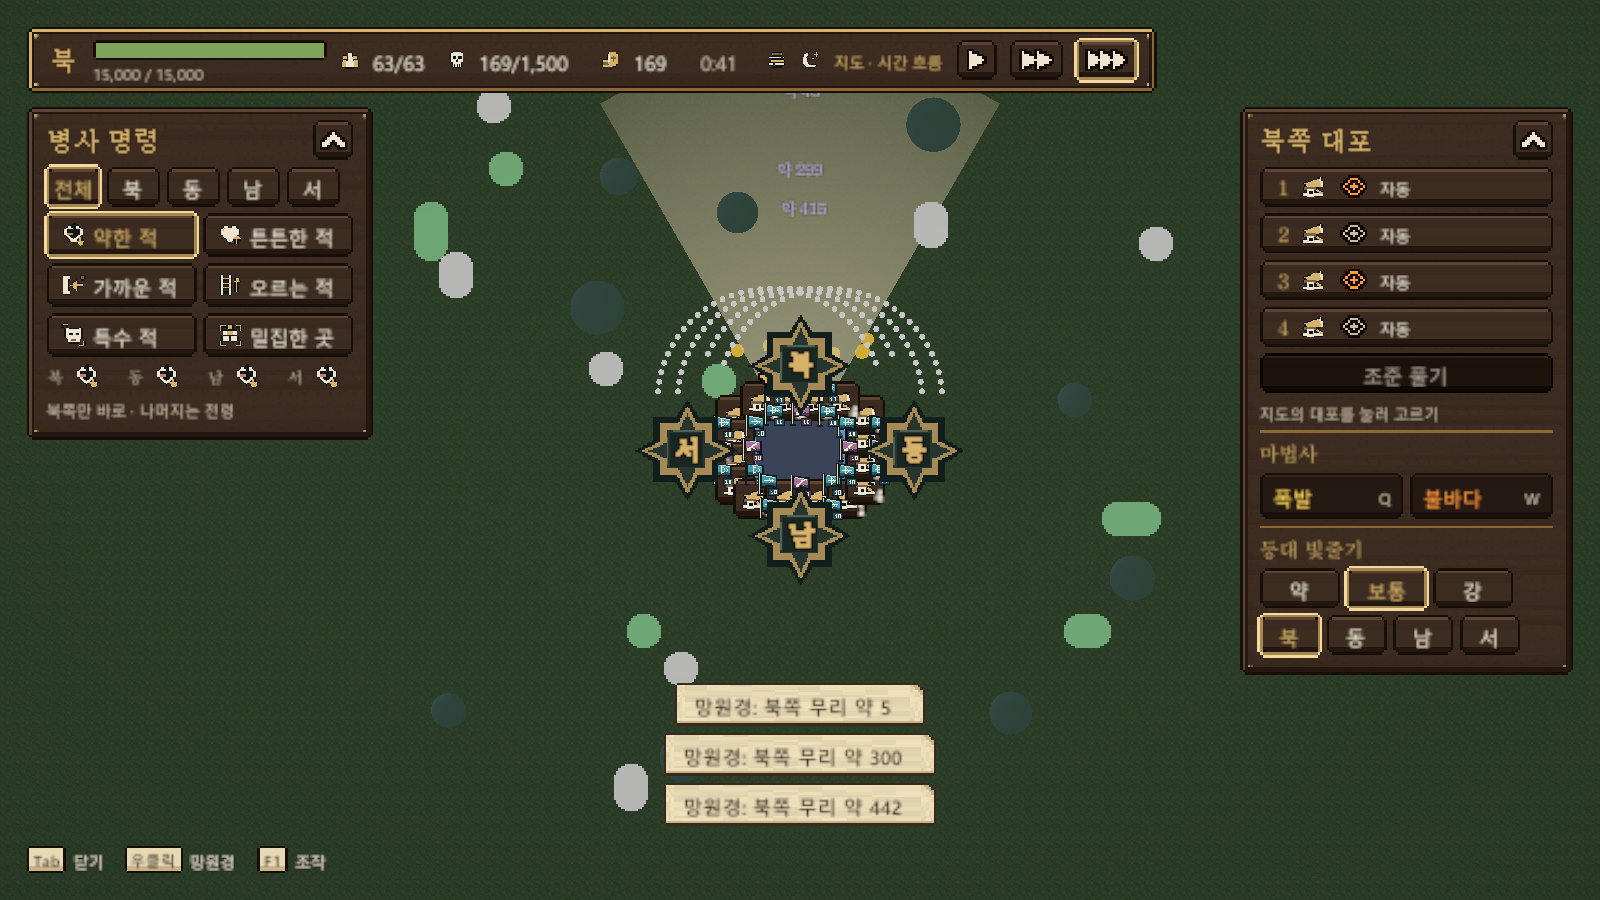 북
15,000 / 15,000
63/63
169/1,500
169
0:41
지도 · 시간 흐름
병사 명령
전체 북 동 남 서
약한 적 튼튼한 적
가까운 적 오르는 적
특수 적 밀집한 곳
북 동 남 서
북쪽만 바로 · 나머지는 전령
약 299
약 415
북
서
동
남
북쪽 대포
1 자동
2 자동
3 자동
4 자동
조준 풀기
지도의 대포를 눌러 고르기
마법사
폭발 Q 불바다 W
등대 빛줄기
약 보통 강
북 동 남 서
망원경: 북쪽 무리 약 5
망원경: 북쪽 무리 약 300
망원경: 북쪽 무리 약 442
Tab 닫기 우클릭 망원경 F1 조작